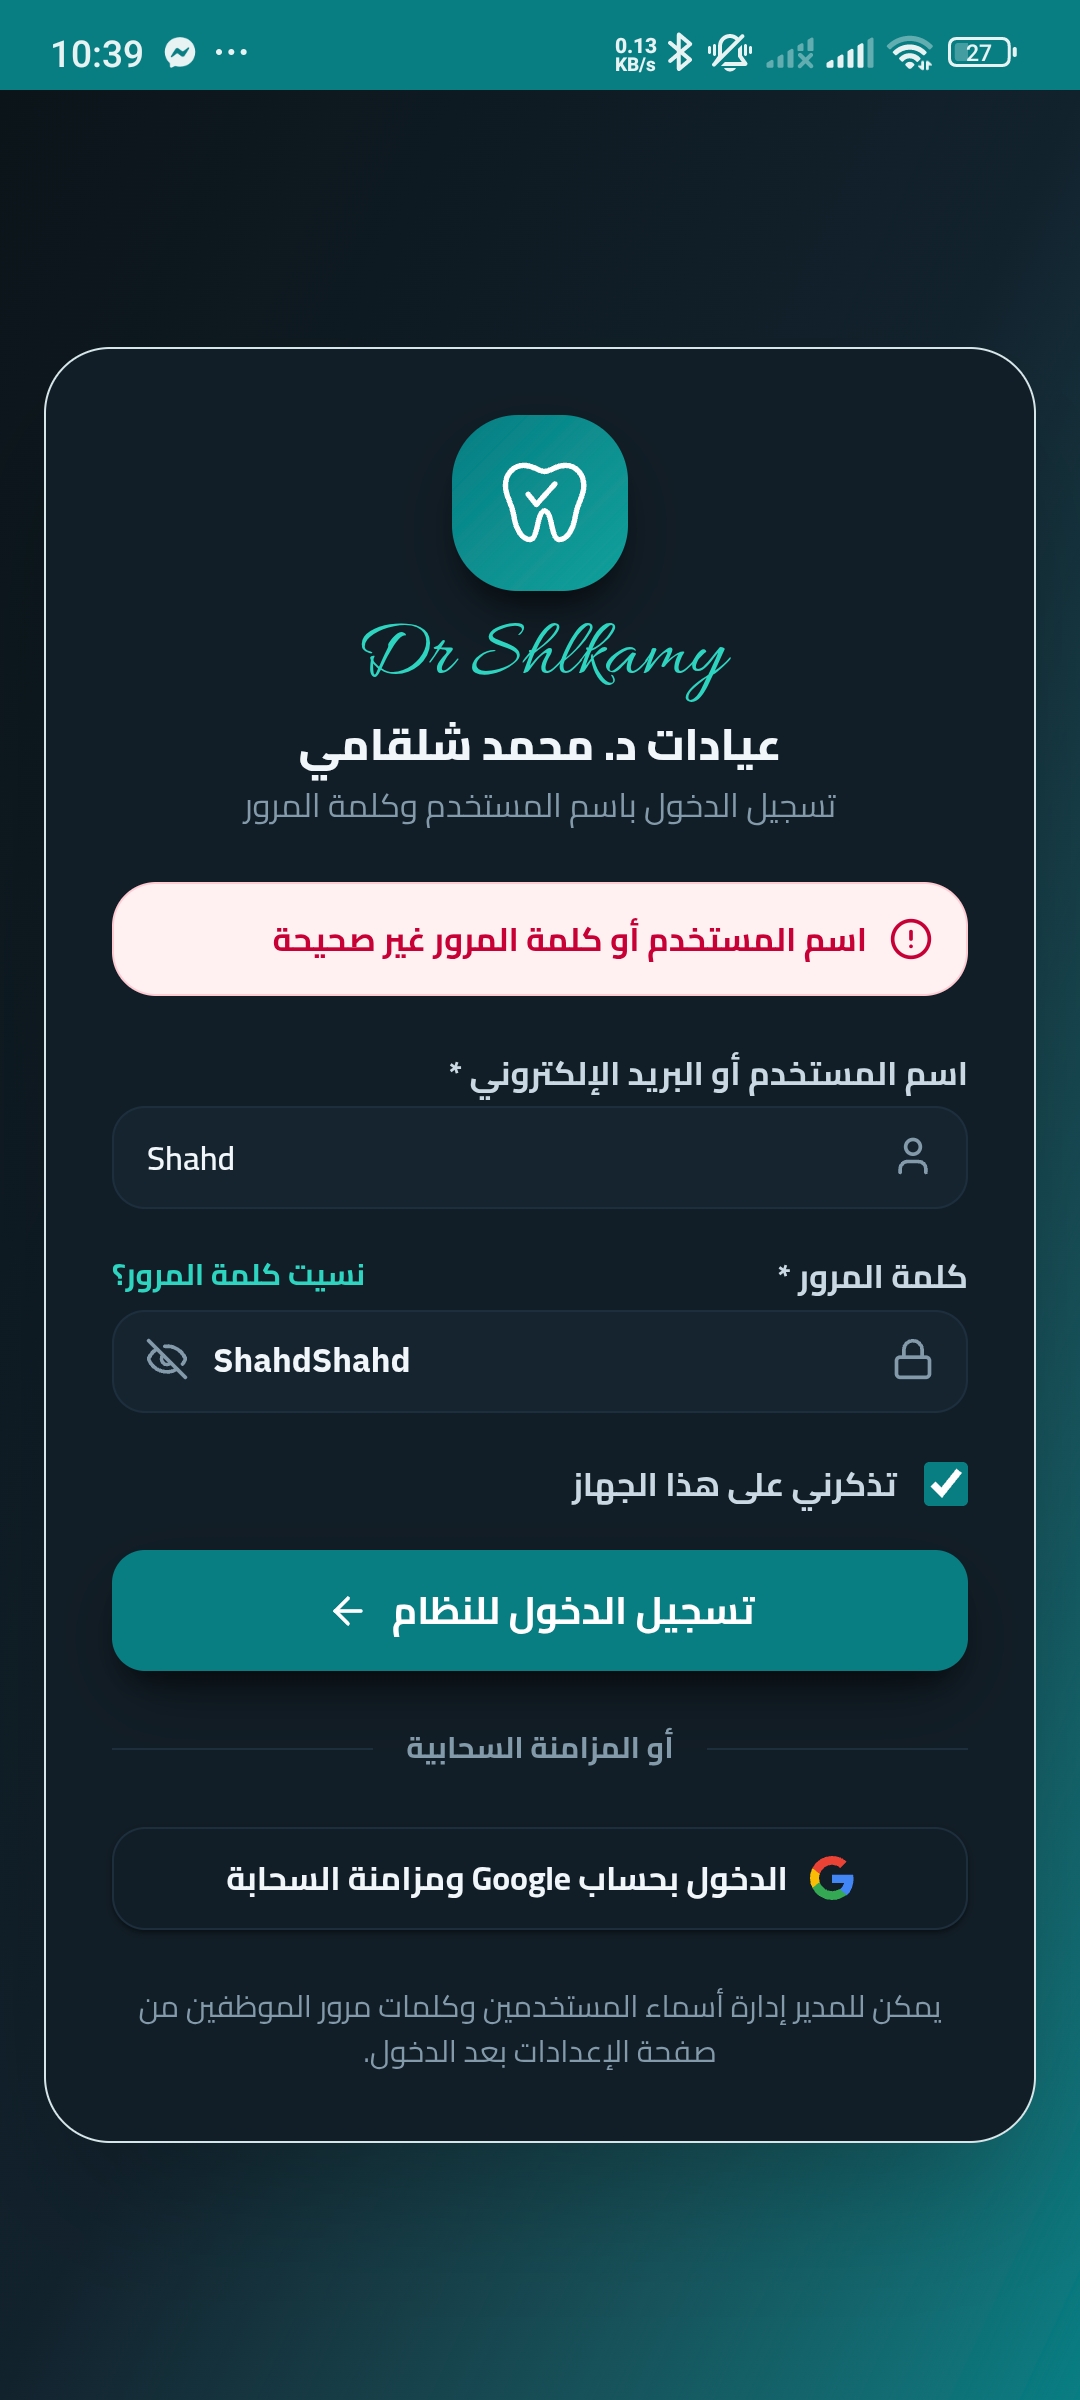 10:39 ... 0.13 KB/s 27
Dr Shlkamy
عيادات د. محمد شلقامي
تسجيل الدخول باسم المستخدم وكلمة المرور
اسم المستخدم أو كلمة المرور غير صحيحة
اسم المستخدم أو البريد الإلكتروني *
Shahd
كلمة المرور * نسيت كلمة المرور؟
ShahdShahd
تذكرني على هذا الجهاز
تسجيل الدخول للنظام ←
أو المزامنة السحابية
الدخول بحساب Google ومزامنة السحابة
يمكن للمدير إدارة أسماء المستخدمين وكلمات مرور الموظفين من
صفحة الإعدادات بعد الدخول.